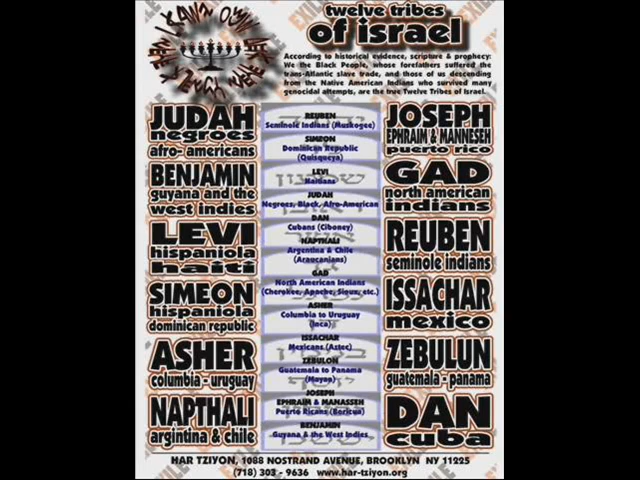 twelve tribes
of israel
According to historical evidence, scripture & prophecy:
We the Black People, whose forefathers suffered the
trans-Atlantic slave trade, and those of us descending
from the Native American Indians who survived many
genocidal attempts, are the true Twelve Tribes of Israel.
JUDAH
negroes
afro- americans
BENJAMIN
guyana and the
west indies
LEVI
hispaniola
haiti
SIMEON
hispaniola
dominican republic
ASHER
columbia - uruguay
NAPTHALI
argintina & chile
REUBEN
Seminole Indians (Muskogee)
SIMEON
Dominican Republic
(Quisqueya)
LEVI
Haitians
JUDAH
Negroes, Black, Afro-American
DAN
Cubans (Ciboney)
NAPTHALI
Argentina & Chile
(Araucanians)
GAD
North American Indians
(Cherokee, Apache, Sioux, etc.)
ASHER
Columbia to Uruguay
(Inca)
ISSACHAR
Mexicans (Aztec)
ZEBULON
Guatemala to Panama
(Mayan)
JOSEPH
EPHRAIM & MANASSEH
Puerto Ricans (Boricua)
BENJAMIN
Guyana & the West Indies
JOSEPH
EPHRAIM & MANNESEH
puerto rico
GAD
north american
indians
REUBEN
seminole indians
ISSACHAR
mexico
ZEBULUN
guatemala - panama
DAN
cuba
HAR TZIYON, 1088 NOSTRAND AVENUE, BROOKLYN NY 11225
(718) 303 - 9636 www.har-tziyon.org